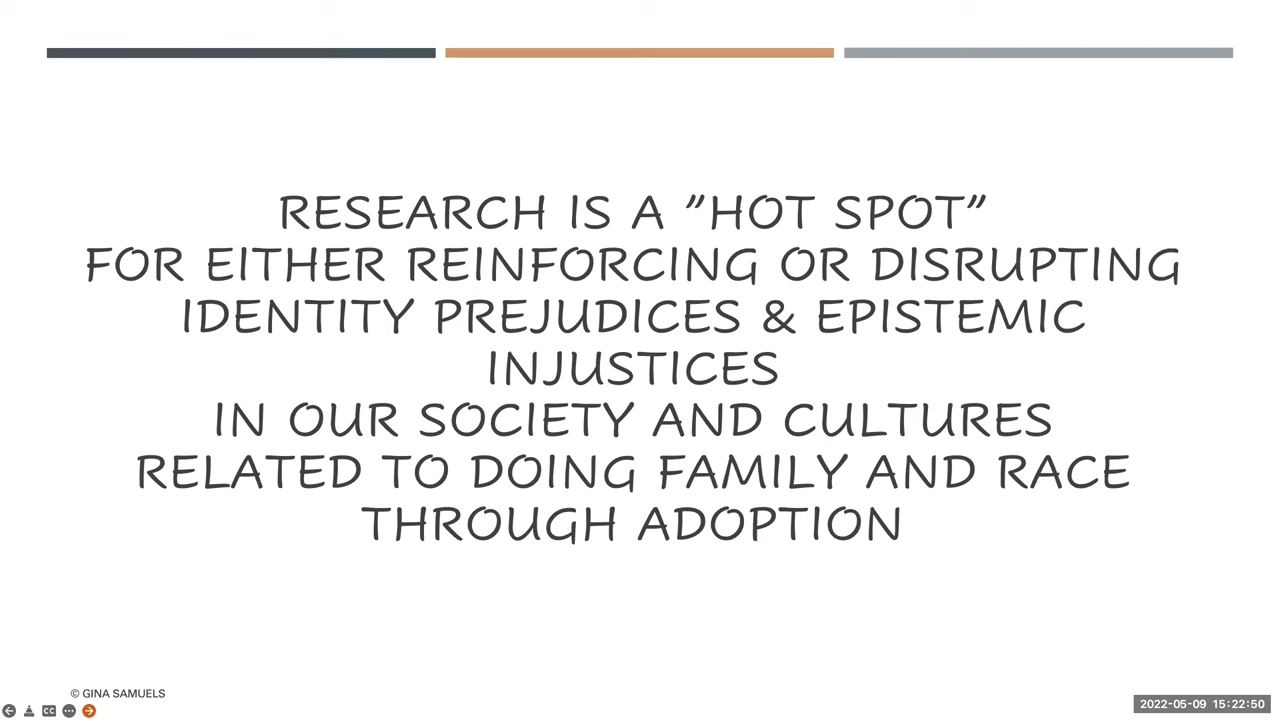 RESEARCH IS A ”HOT SPOT”
FOR EITHER REINFORCING OR DISRUPTING
IDENTITY PREJUDICES & EPISTEMIC
INJUSTICES
IN OUR SOCIETY AND CULTURES
RELATED TO DOING FAMILY AND RACE
THROUGH ADOPTION
© GINA SAMUELS
CC
2022-05-09 15:22:50